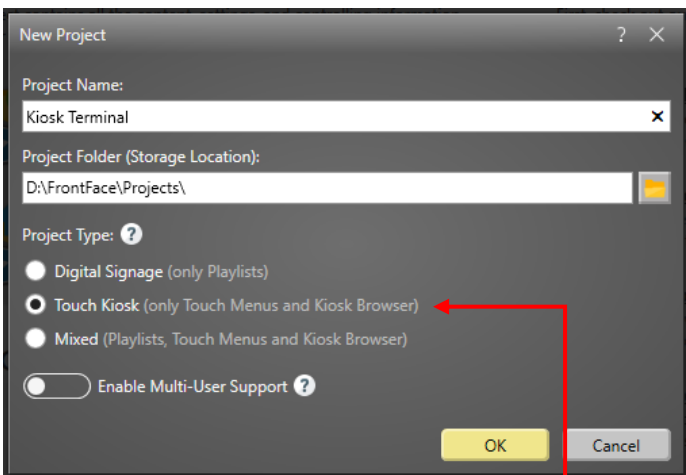 New Project
Project Name:
Kiosk Terminal
Project Folder (Storage Location):
D:\FrontFace\Projects\
Project Type:
Digital Signage (only Playlists)
Touch Kiosk (only Touch Menus and Kiosk Browser)
Mixed (Playlists, Touch Menus and Kiosk Browser)
Enable Multi-User Support
OK Cancel